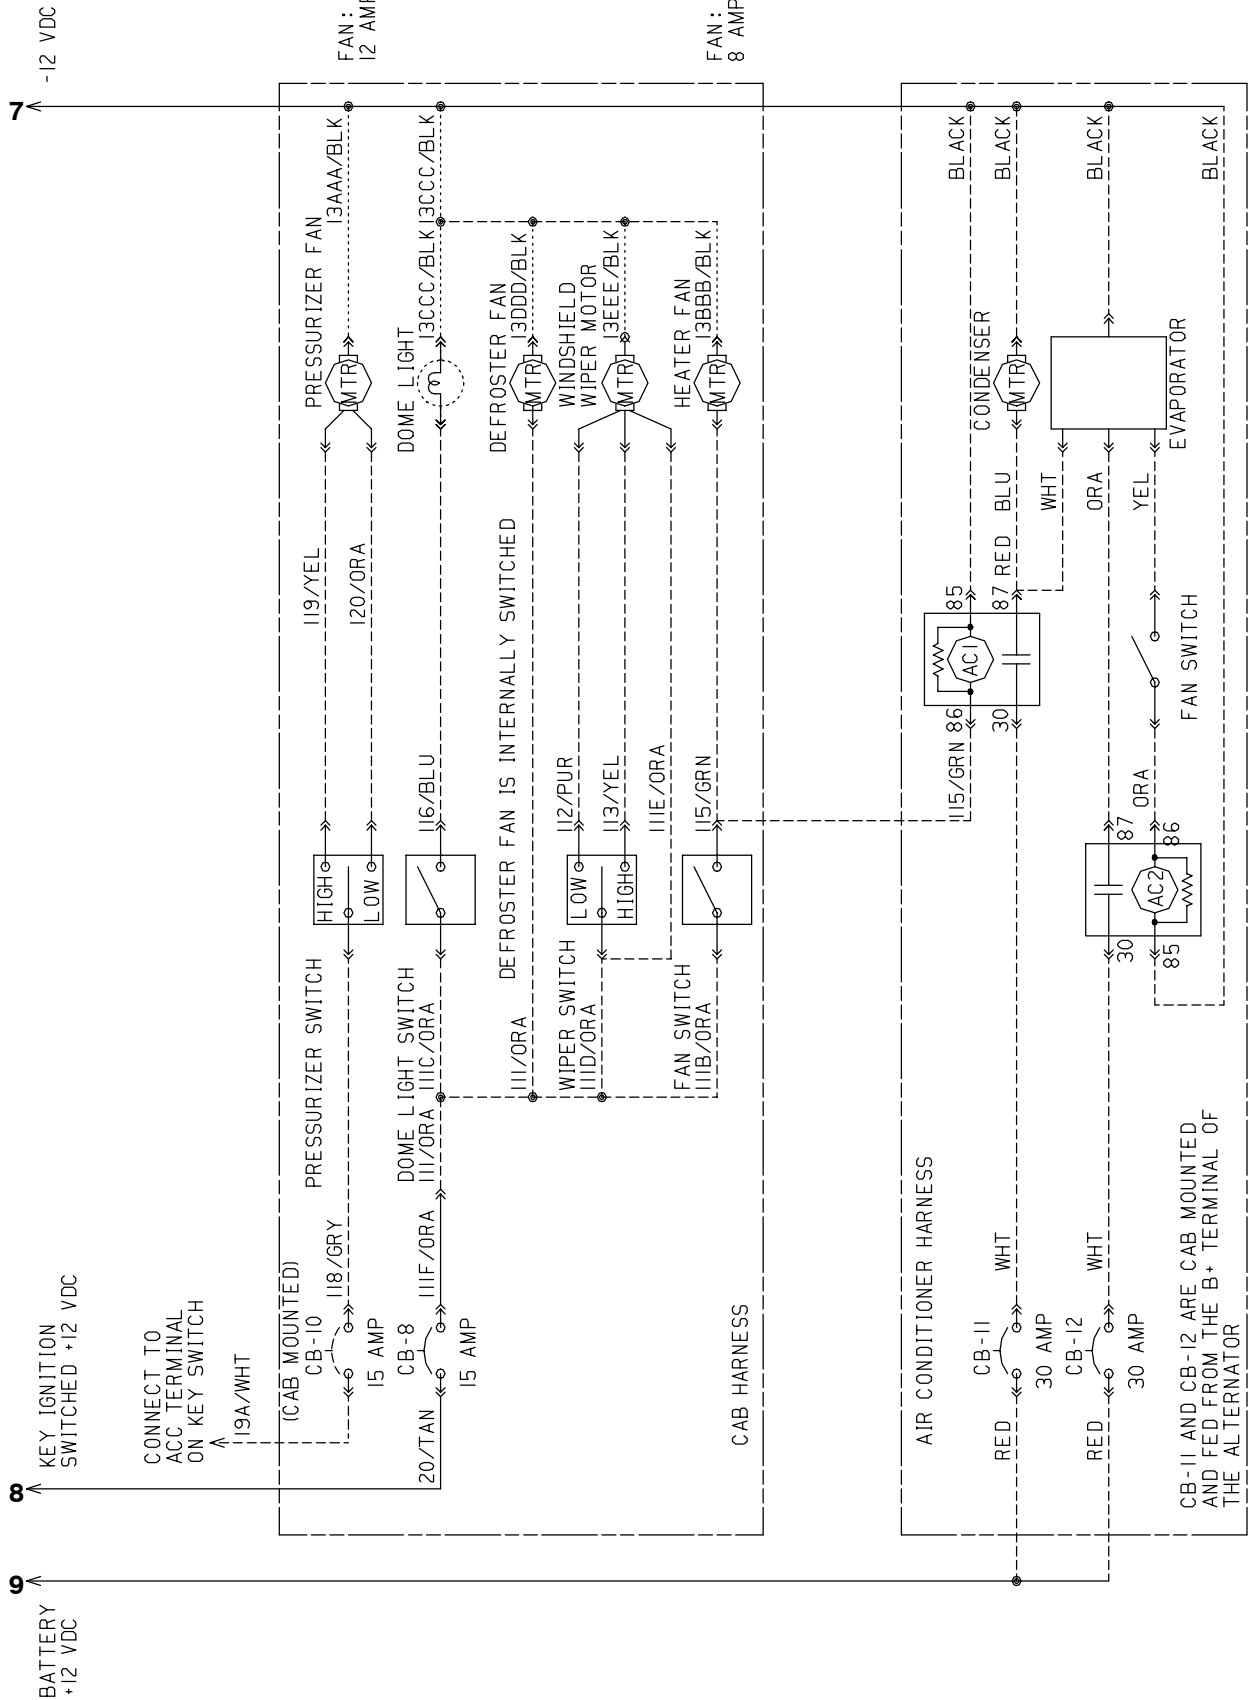 7
-12 VDC
FAN:
12 AMP
FAN:
8 AMP
13AAA/BLK
13CCC/BLK
PRESSURIZER FAN
13CCC/BLK
DOME LIGHT
DEFROSTER FAN
13DDD/BLK
WINDSHIELD
WIPER MOTOR
13EEE/BLK
HEATER FAN
13BBB/BLK
MTR
MTR
MTR
MTR
119/YEL
120/ORA
DEFROSTER FAN IS INTERNALLY SWITCHED
116/BLU
112/PUR
113/YEL
111E/ORA
115/GRN
HIGH
LOW
LOW
HIGH
PRESSURIZER SWITCH
DOME LIGHT SWITCH
111C/ORA
111/ORA
111/ORA
WIPER SWITCH
111D/ORA
FAN SWITCH
111B/ORA
118/GRY
(CAB MOUNTED)
CB-10
15 AMP
111F/ORA
CB-8
15 AMP
20/TAN
CAB HARNESS
19A/WHT
CONNECT TO
ACC TERMINAL
ON KEY SWITCH
KEY IGNITION
SWITCHED +12 VDC
8
9
BATTERY
+12 VDC
BLACK
BLACK
BLACK
BLACK
CONDENSER
MTR
EVAPORATOR
BLU
RED
WHT
ORA
YEL
85
87
AC1
86
30
115/GRN
FAN SWITCH
ORA
87
86
AC2
30
85
AIR CONDITIONER HARNESS
WHT
WHT
CB-11
30 AMP
CB-12
30 AMP
RED
RED
CB-11 AND CB-12 ARE CAB MOUNTED
AND FED FROM THE B+ TERMINAL OF
THE ALTERNATOR